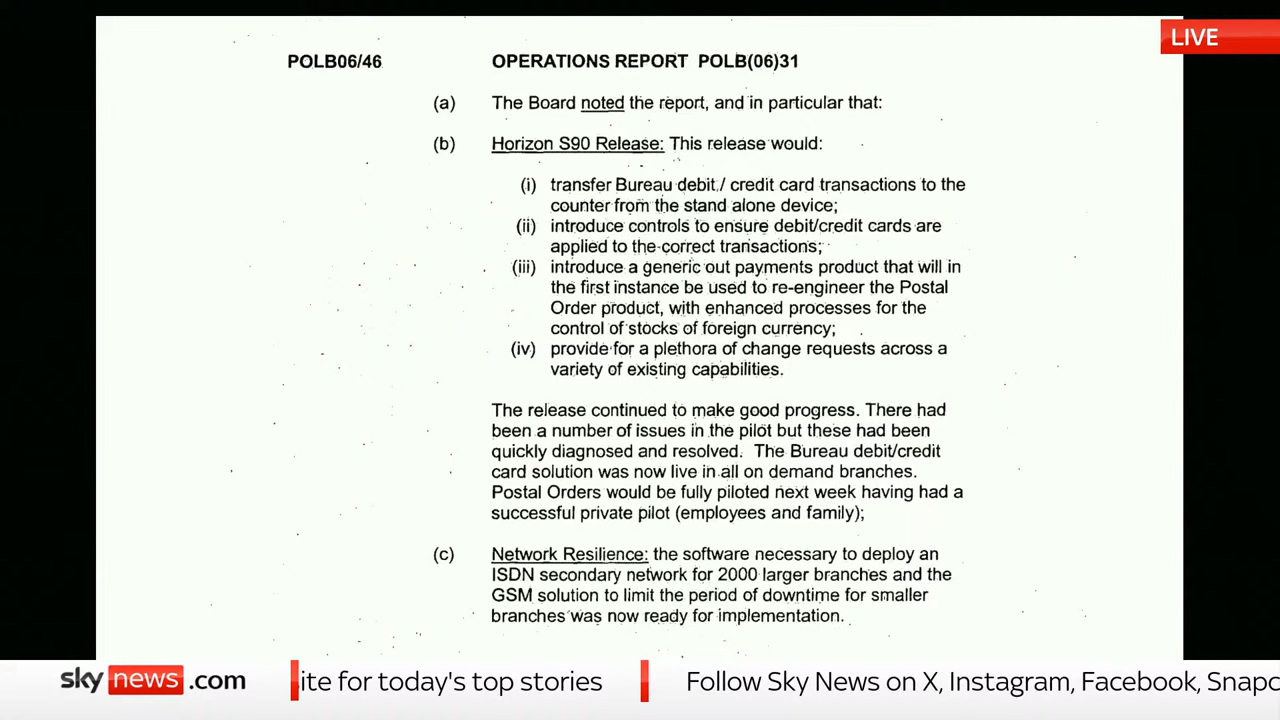 LIVE
POLB06/46 OPERATIONS REPORT POLB(06)31
(a) The Board noted the report, and in particular that:
(b) Horizon S90 Release: This release would:
(i) transfer Bureau debit / credit card transactions to the
counter from the stand alone device;
(ii) introduce controls to ensure debit/credit cards are
applied to the correct transactions;
(iii) introduce a generic out payments product that will in
the first instance be used to re-engineer the Postal
Order product, with enhanced processes for the
control of stocks of foreign currency;
(iv) provide for a plethora of change requests across a
variety of existing capabilities.
The release continued to make good progress. There had
been a number of issues in the pilot but these had been
quickly diagnosed and resolved. The Bureau debit/credit
card solution was now live in all on demand branches.
Postal Orders would be fully piloted next week having had a
successful private pilot (employees and family);
(c) Network Resilience: the software necessary to deploy an
ISDN secondary network for 2000 larger branches and the
GSM solution to limit the period of downtime for smaller
branches was now ready for implementation.
sky news .com ite for today's top stories Follow Sky News on X, Instagram, Facebook, Snapc